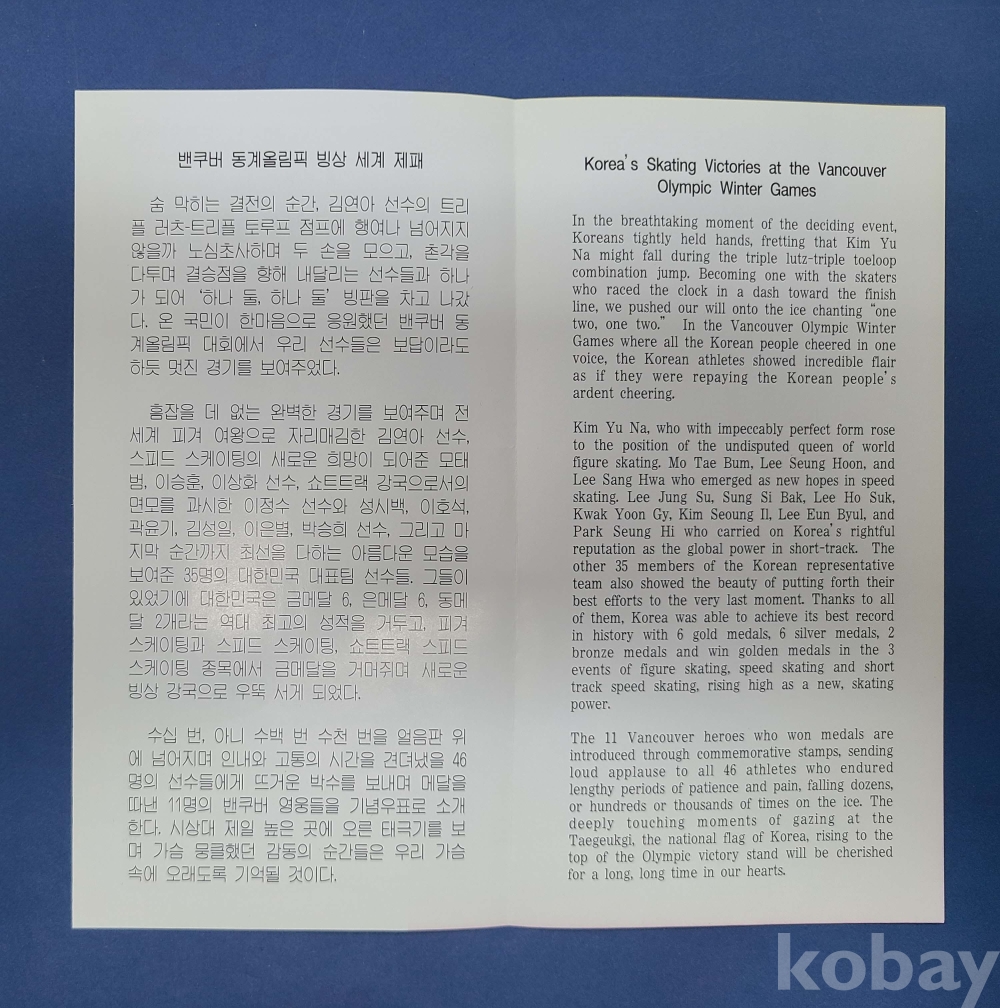 밴쿠버 동계올림픽 빙상 세계 제패
숨 막히는 결전의 순간, 김연아 선수의 트리
플 러츠-트리플 토루프 점프에 행여나 넘어지지
않을까 노심초사하며 두 손을 모으고, 촌각을
다투며 결승점을 향해 내달리는 선수들과 하나
가 되어 ‘하나 둘, 하나 둘’ 빙판을 차고 나갔
다. 온 국민이 한마음으로 응원했던 밴쿠버 동
계올림픽 대회에서 우리 선수들은 보답이라도
하듯 멋진 경기를 보여주었다.
흠잡을 데 없는 완벽한 경기를 보여주며 전
세계 피겨 여왕으로 자리매김한 김연아 선수,
스피드 스케이팅의 새로운 희망이 되어준 모태
범, 이승훈, 이상화 선수, 쇼트트랙 강국으로서의
면모를 과시한 이정수 선수와 성시백, 이호석,
곽윤기, 김성일, 이은별, 박승희 선수, 그리고 마
지막 순간까지 최선을 다하는 아름다운 모습을
보여준 35명의 대한민국 대표팀 선수들. 그들이
있었기에 대한민국은 금메달 6, 은메달 6, 동메
달 2개라는 역대 최고의 성적을 거두고, 피겨
스케이팅과 스피드 스케이팅, 쇼트트랙 스피드
스케이팅 종목에서 금메달을 거머쥐며 새로운
빙상 강국으로 우뚝 서게 되었다.
수십 번, 아니 수백 번 수천 번을 얼음판 위
에 넘어지며 인내와 고통의 시간을 견뎌냈을 46
명의 선수들에게 뜨거운 박수를 보내며 메달을
따낸 11명의 밴쿠버 영웅들을 기념우표로 소개
한다. 시상대 제일 높은 곳에 오른 태극기를 보
며 가슴 뭉클했던 감동의 순간들은 우리 가슴
속에 오래도록 기억될 것이다.
Korea's Skating Victories at the Vancouver
Olympic Winter Games
In the breathtaking moment of the deciding event,
Koreans tightly held hands, fretting that Kim Yu
Na might fall during the triple lutz-triple toeloop
combination jump. Becoming one with the skaters
who raced the clock in a dash toward the finish
line, we pushed our will onto the ice chanting “one
two, one two.” In the Vancouver Olympic Winter
Games where all the Korean people cheered in one
voice, the Korean athletes showed incredible flair
as if they were repaying the Korean people's
ardent cheering.
Kim Yu Na, who with impeccably perfect form rose
to the position of the undisputed queen of world
figure skating. Mo Tae Bum, Lee Seung Hoon, and
Lee Sang Hwa who emerged as new hopes in speed
skating. Lee Jung Su, Sung Si Bak, Lee Ho Suk,
Kwak Yoon Gy, Kim Seoung Il, Lee Eun Byul, and
Park Seung Hi who carried on Korea's rightful
reputation as the global power in short-track. The
other 35 members of the Korean representative
team also showed the beauty of putting forth their
best efforts to the very last moment. Thanks to all
of them, Korea was able to achieve its best record
in history with 6 gold medals, 6 silver medals, 2
bronze medals and win golden medals in the 3
events of figure skating, speed skating and short
track speed skating, rising high as a new, skating
power.
The 11 Vancouver heroes who won medals are
introduced through commemorative stamps, sending
loud applause to all 46 athletes who endured
lengthy periods of patience and pain, falling dozens,
or hundreds or thousands of times on the ice. The
deeply touching moments of gazing at the
Taegeukgi, the national flag of Korea, rising to the
top of the Olympic victory stand will be cherished
for a long, long time in our hearts.
kobay